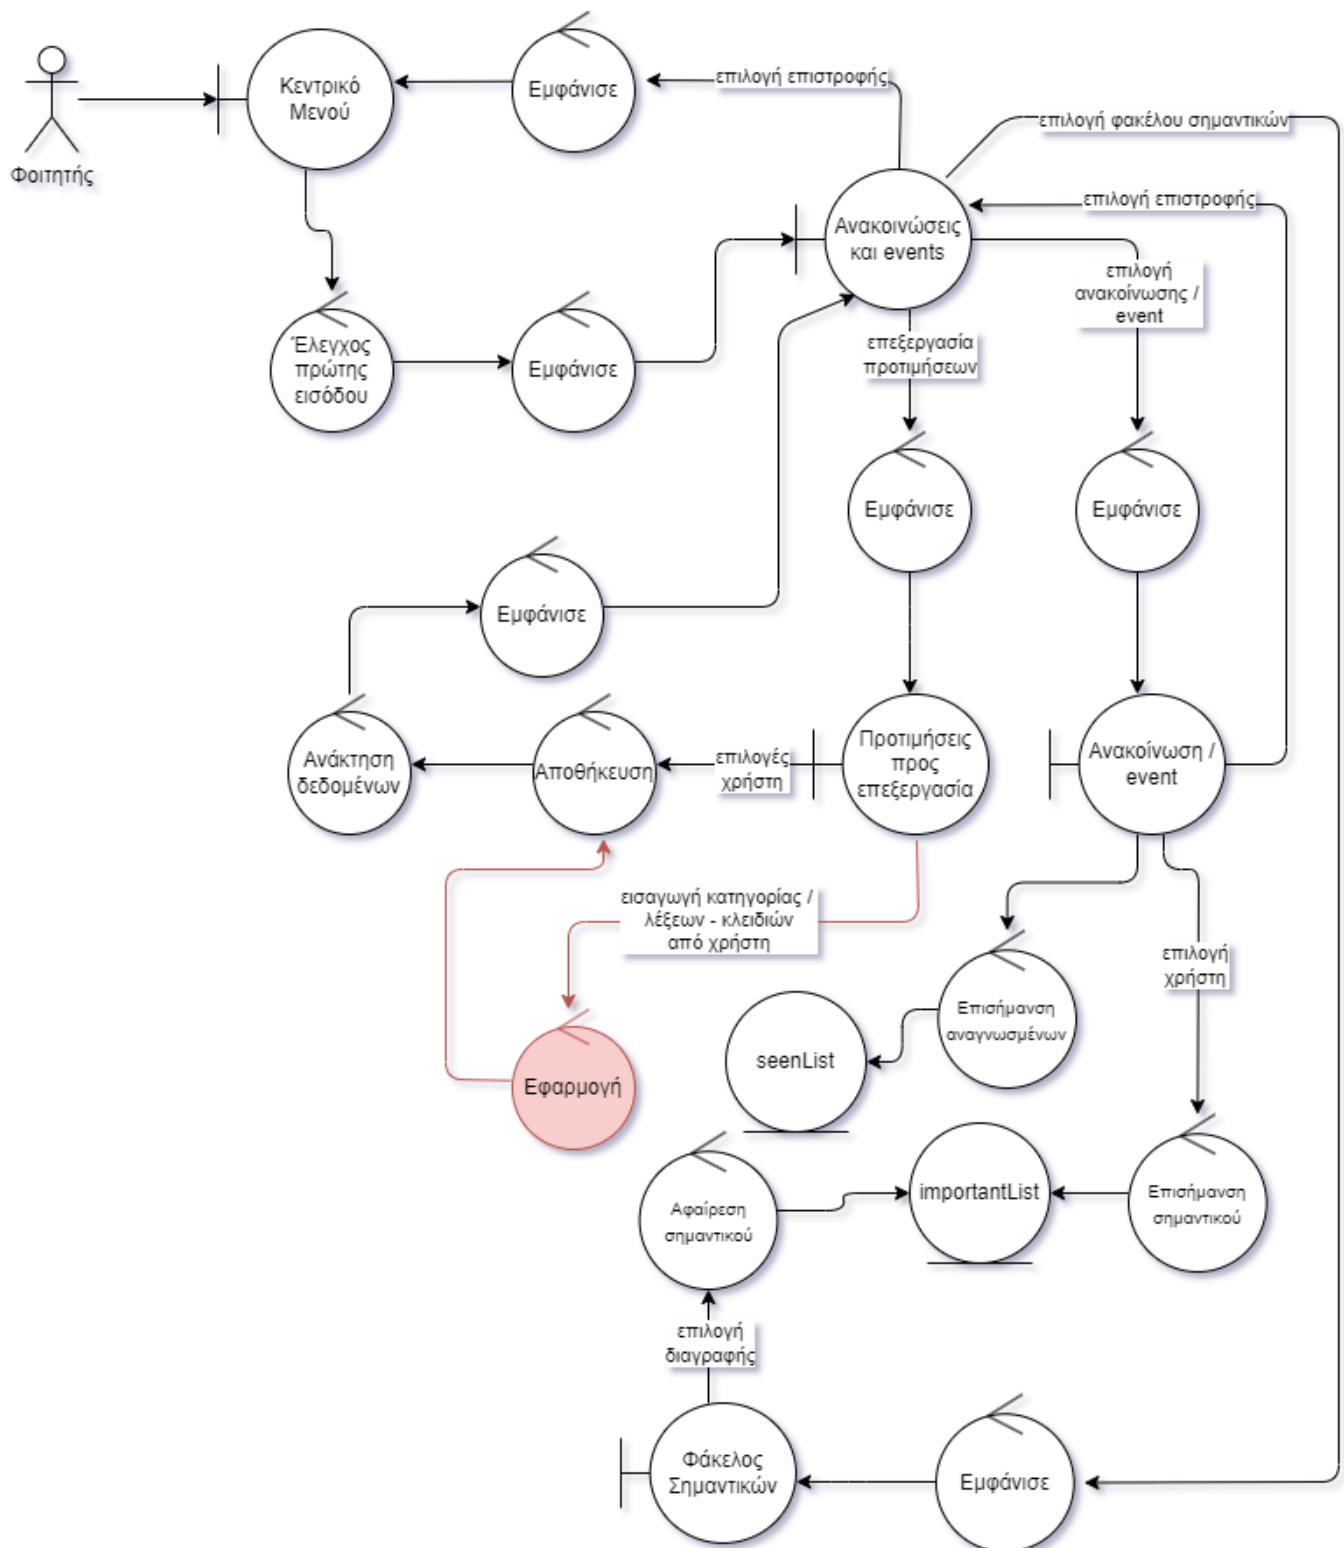 Κεντρικό
Μενού
Εμφάνισε
επιλογή επιστροφής
επιλογή φακέλου σημαντικών
Φοιτητής
επιλογή επιστροφής
Ανακοινώσεις
και events
επιλογή
ανακοίνωσης /
event
Έλεγχος
πρώτης
εισόδου
Εμφάνισε
επεξεργασία
προτιμήσεων
Εμφάνισε
Εμφάνισε
Εμφάνισε
Ανάκτηση
δεδομένων
Αποθήκευση
επιλογές
χρήστη
Προτιμήσεις
προς
επεξεργασία
Ανακοίνωση /
event
εισαγωγή κατηγορίας /
λέξεων - κλειδιών
από χρήστη
επιλογή
χρήστη
Επισήμανση
αναγνωσμένων
seenList
Εφαρμογή
Αφαίρεση
σημαντικού
importantList
Επισήμανση
σημαντικού
επιλογή
διαγραφής
Φάκελος
Σημαντικών
Εμφάνισε